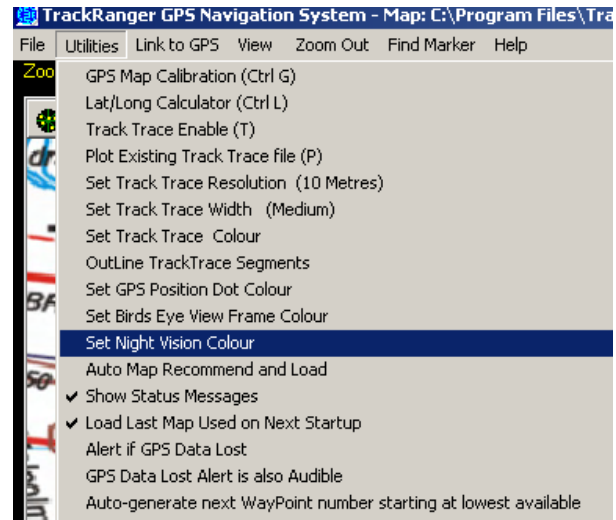 TrackRanger GPS Navigation System - Map: C:\Program Files\Tra
File Utilities Link to GPS View Zoom Out Find Marker Help
Zoo
GPS Map Calibration (Ctrl G)
Lat/Long Calculator (Ctrl L)
Track Trace Enable (T)
Plot Existing Track Trace file (P)
Set Track Trace Resolution (10 Metres)
Set Track Trace Width (Medium)
Set Track Trace Colour
OutLine TrackTrace Segments
Set GPS Position Dot Colour
Set Birds Eye View Frame Colour
Set Night Vision Colour
Auto Map Recommend and Load
Show Status Messages
Load Last Map Used on Next Startup
Alert if GPS Data Lost
GPS Data Lost Alert is also Audible
Auto-generate next WayPoint number starting at lowest available